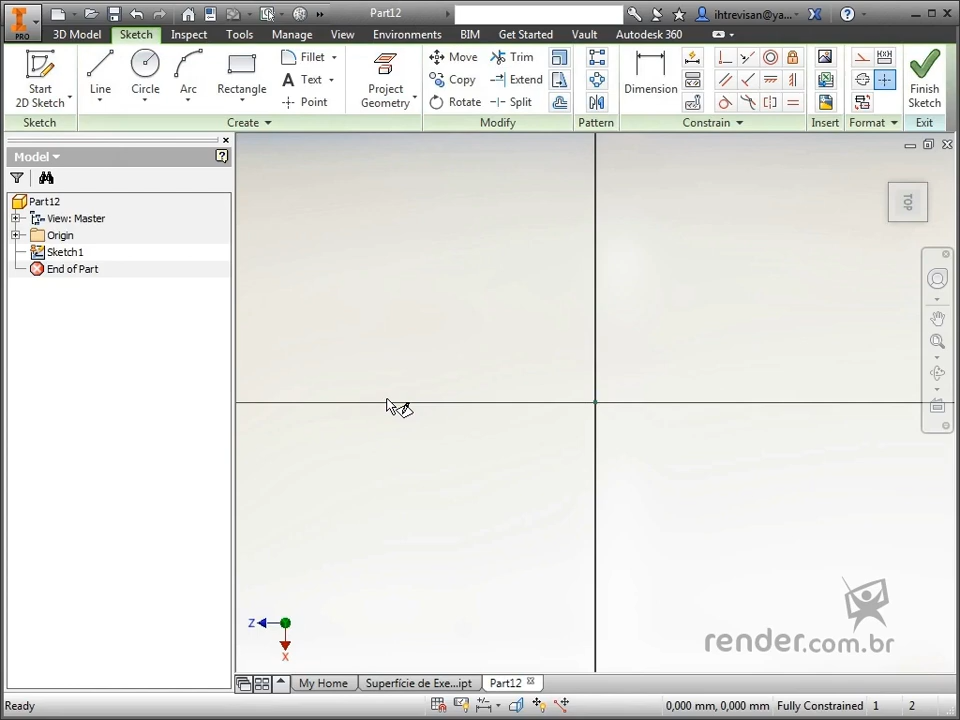 PRO
Part12
ihtrevisan@ya...
3D Model Sketch Inspect Tools Manage View Environments BIM Get Started Vault Autodesk 360
Start
2D Sketch
Line
Circle
Arc
Rectangle
Fillet
Text
Point
Project
Geometry
Move
Copy
Rotate
Trim
Extend
Split
Dimension
Finish
Sketch
Sketch Create Modify Pattern Constrain Insert Format Exit
Model
Part12
View: Master
Origin
Sketch1
End of Part
TOP
Z
X
render.com.br
My Home Superfície de Exe...ipt Part12
Ready 0,000 mm, 0,000 mm Fully Constrained 1 2